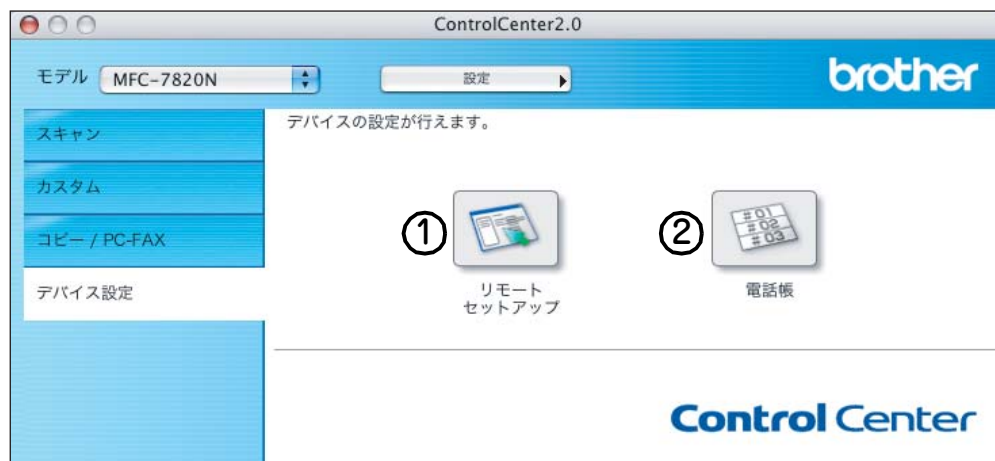 ControlCenter2.0
モデル MFC-7820N 設定 brother
スキャン
カスタム
コピー / PC-FAX
デバイス設定
デバイスの設定が行えます。
① ②
#01
#02
#03
リモート
セットアップ
電話帳
Control Center